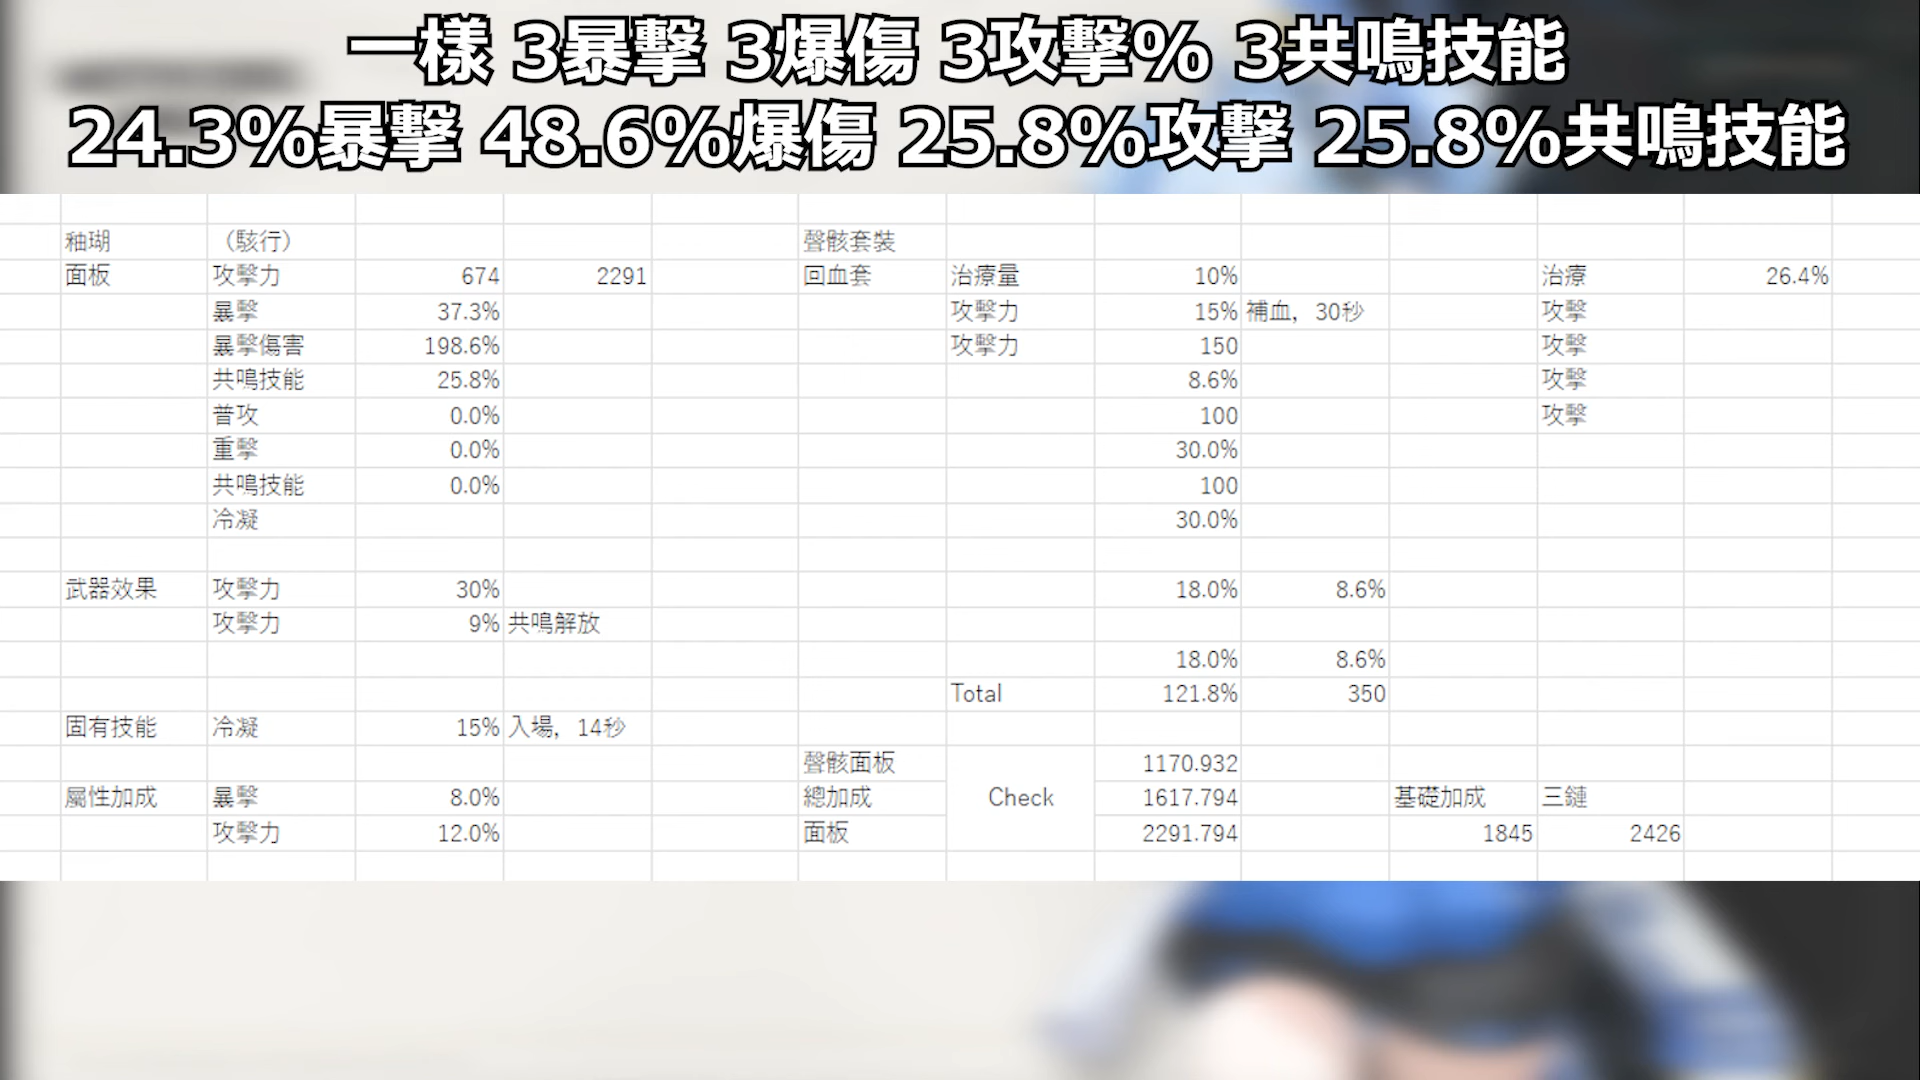 一樣 3暴擊 3爆傷 3攻擊% 3共鳴技能
24.3%暴擊 48.6%爆傷 25.8%攻擊 25.8%共鳴技能
釉瑚 （駭行） 聲骸套裝
面板 攻擊力 674 2291 回血套 治療量 10% 治療 26.4%
暴擊 37.3% 攻擊力 15% 補血，30秒 攻擊
暴擊傷害 198.6% 攻擊力 150 攻擊
共鳴技能 25.8% 8.6% 攻擊
普攻 0.0% 100 攻擊
重擊 0.0% 30.0%
共鳴技能 0.0% 100
冷凝 30.0%
武器效果 攻擊力 30% 18.0% 8.6%
攻擊力 9% 共鳴解放
18.0% 8.6%
Total 121.8% 350
固有技能 冷凝 15% 入場，14秒
聲骸面板 1170.932
屬性加成 暴擊 8.0% 總加成 Check 1617.794 基礎加成 三鏈
攻擊力 12.0% 面板 2291.794 1845 2426